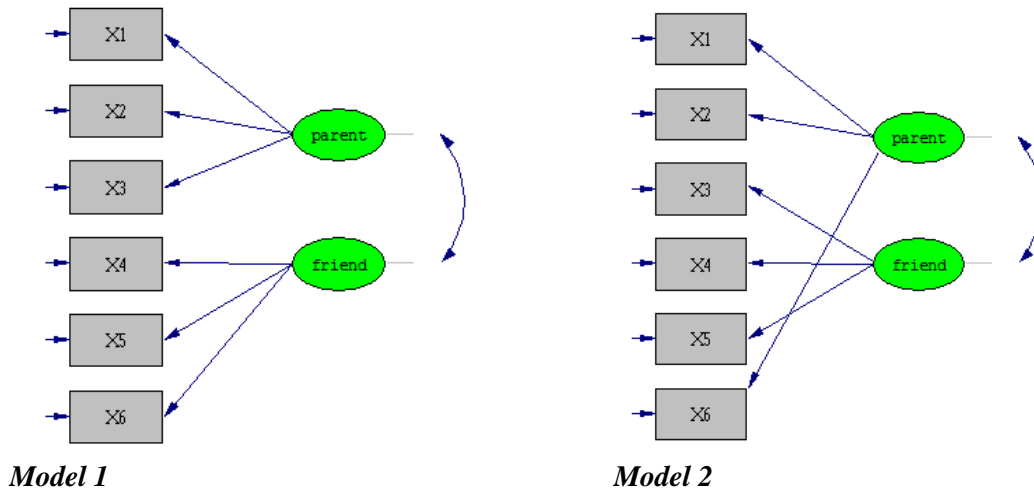 X1
X2
X3
X4
X5
X6
parent
friend
Model 1
X1
X2
X3
X4
X5
X6
parent
friend
Model 2